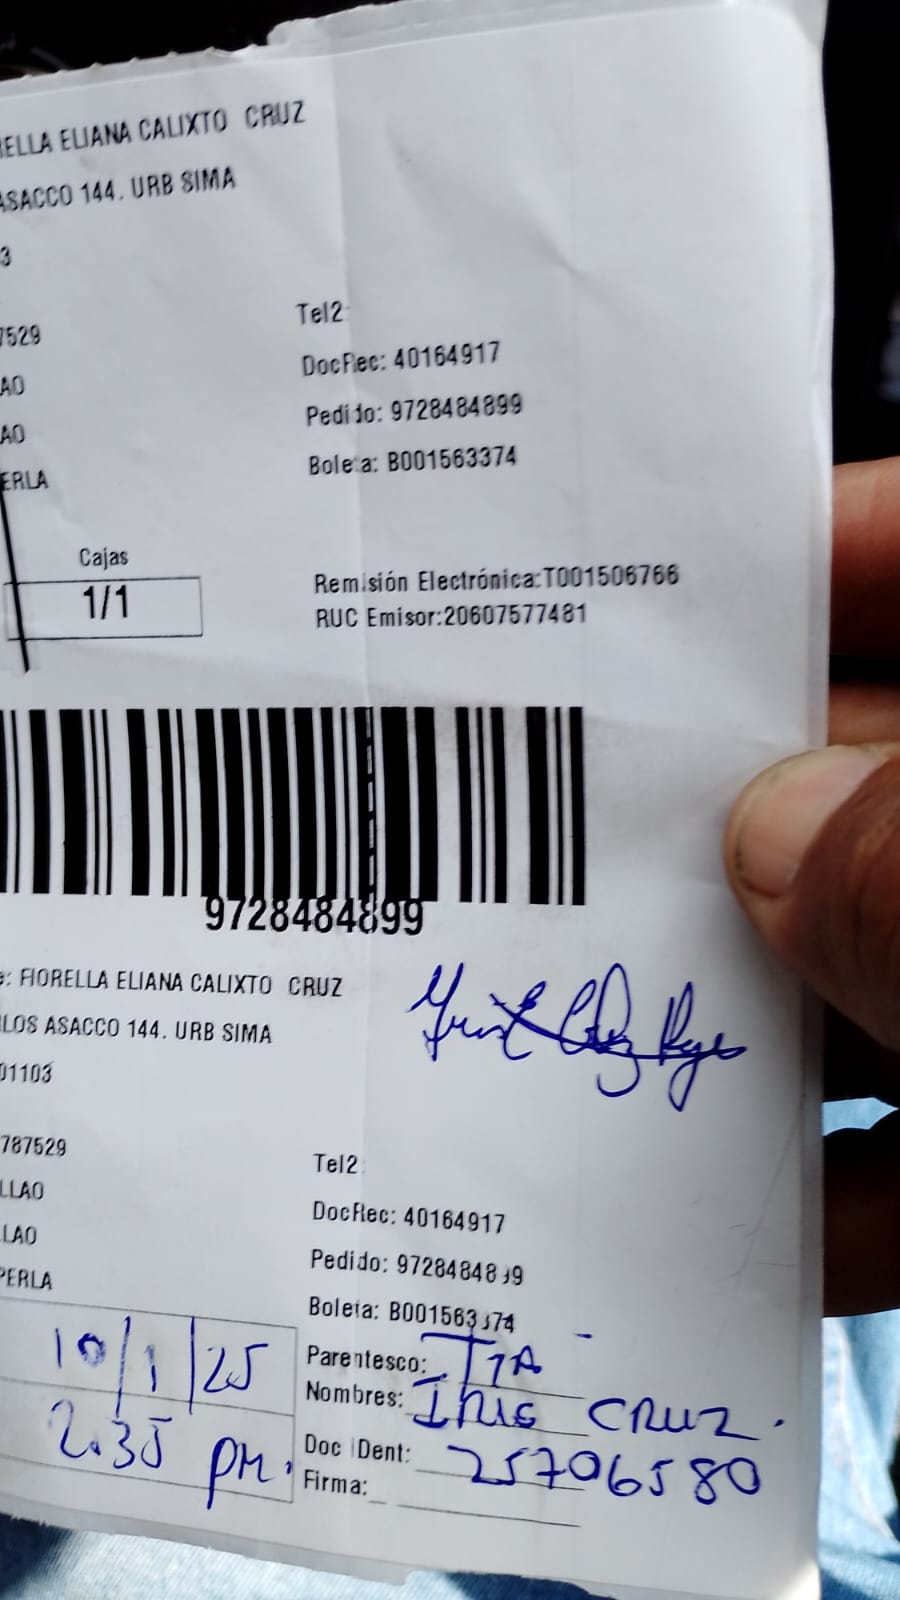 RELLA ELIANA CALIXTO CRUZ
ASACCO 144. URB SIMA
3
7529
Tel2
AO
DocRec: 40164917
AO
Pedido: 9728484899
ERLA
Boleta: B001563374
Cajas
1/1
Remisión Electrónica:T001506766
RUC Emisor:20607577481
9728484899
: FIORELLA ELIANA CALIXTO CRUZ
LOS ASACCO 144. URB SIMA
01103
787529
Tel2
LLAO
DocRec: 40164917
LAO
Pedido: 9728484899
PERLA
Boleta: B001563374
10/1/25
Parentesco: TIA
Nombres: IRIS CRUZ.
2.35 PM.
Doc IDent: 25706580
Firma: